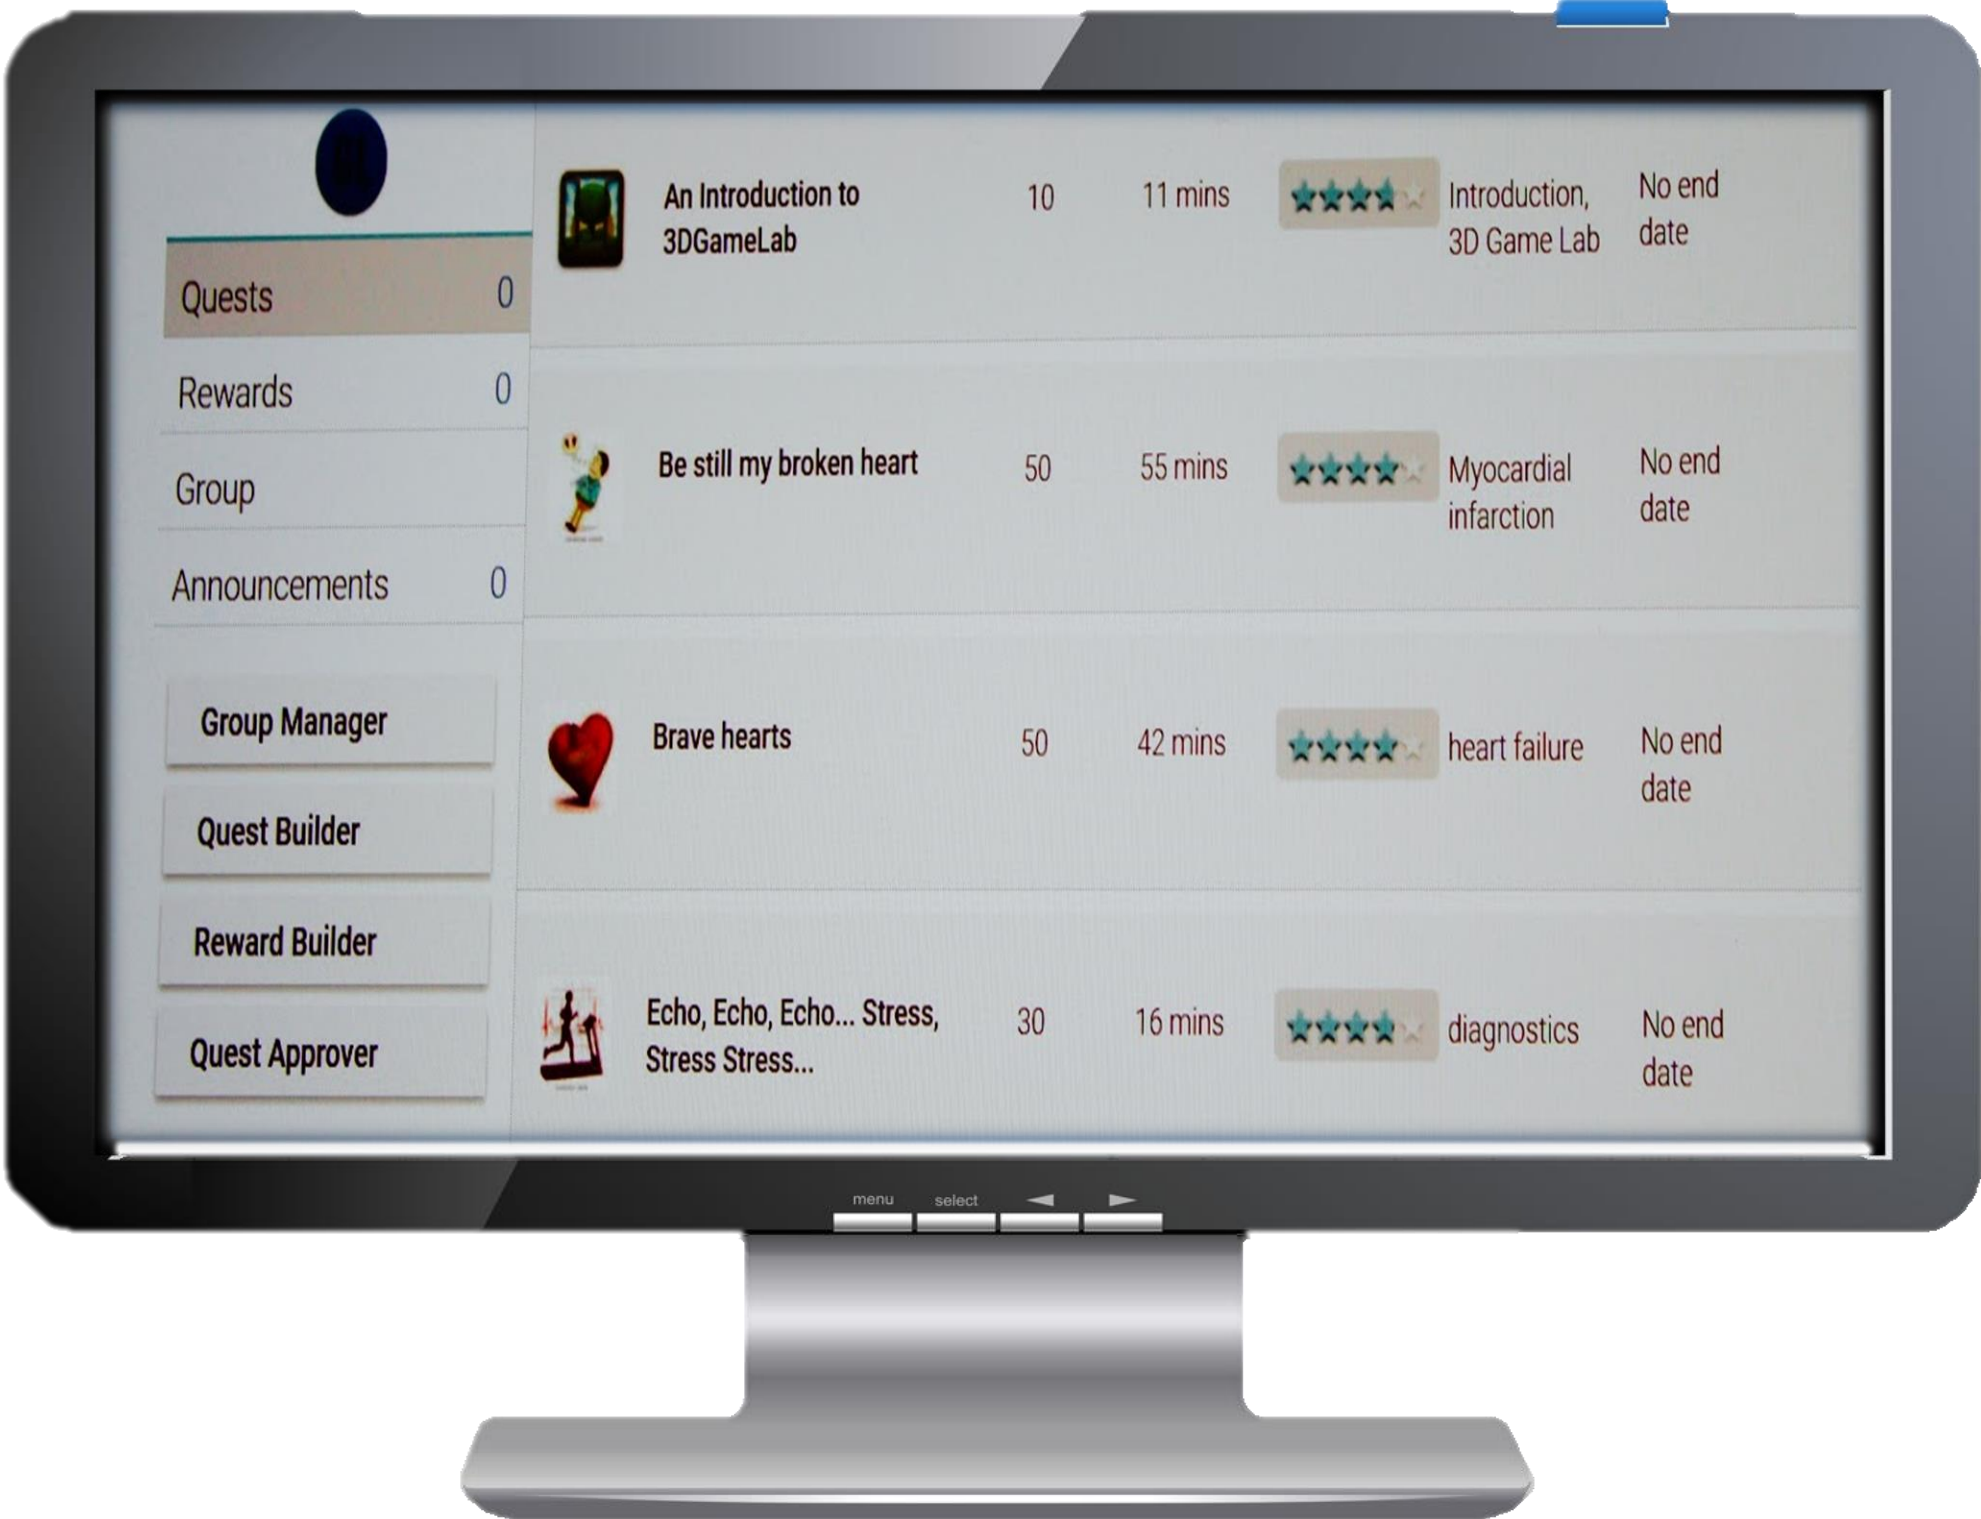 Quests 0
Rewards 0
Group
Announcements 0
Group Manager
Quest Builder
Reward Builder
Quest Approver
An Introduction to
3DGameLab
10
11 mins
Introduction,
3D Game Lab
No end
date
Be still my broken heart
50
55 mins
Myocardial
infarction
No end
date
Brave hearts
50
42 mins
heart failure
No end
date
Echo, Echo, Echo... Stress,
Stress Stress...
30
16 mins
diagnostics
No end
date
menu
select